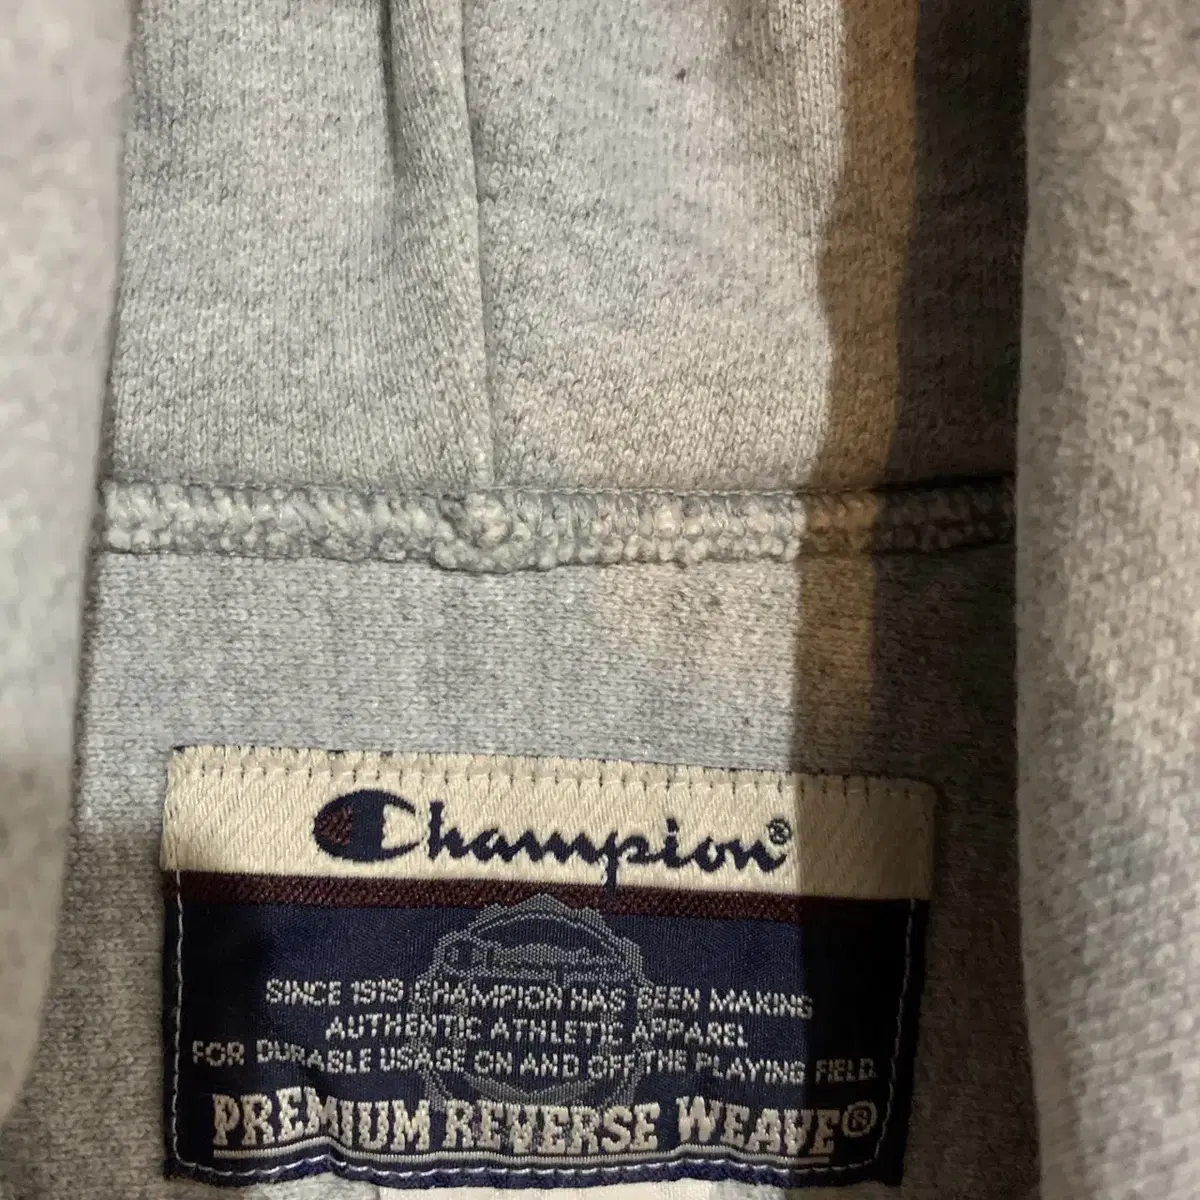 Champion®
SINCE 1919 CHAMPION HAS BEEN MAKING
AUTHENTIC ATHLETIC APPAREL
FOR DURABLE USAGE ON AND OFF THE PLAYING FIELD.
PREMIUM REVERSE WEAVE®